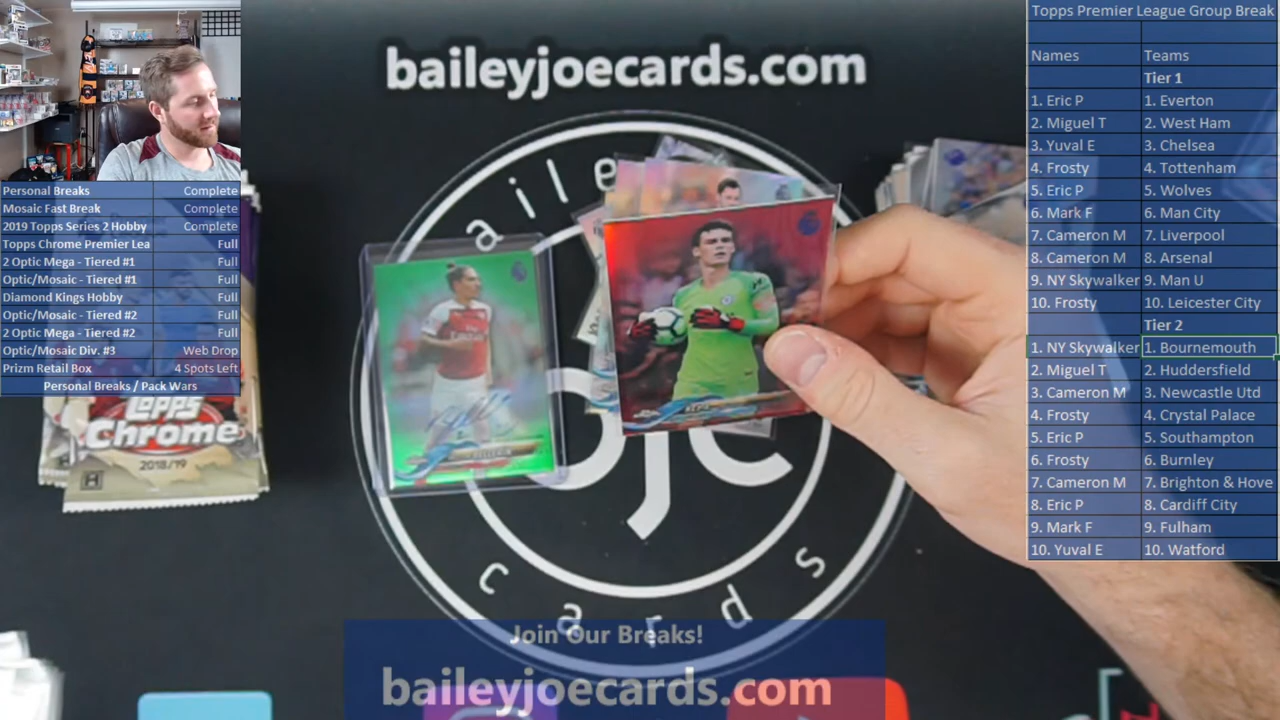 baileyjoecards.com
Topps Premier League Group Break
Names Teams
Tier 1
1. Eric P 1. Everton
2. Miguel T 2. West Ham
3. Yuval E 3. Chelsea
4. Frosty 4. Tottenham
5. Eric P 5. Wolves
6. Mark F 6. Man City
7. Cameron M 7. Liverpool
8. Cameron M 8. Arsenal
9. NY Skywalker 9. Man U
10. Frosty 10. Leicester City
Tier 2
1. NY Skywalker 1. Bournemouth
2. Miguel T 2. Huddersfield
3. Cameron M 3. Newcastle Utd
4. Frosty 4. Crystal Palace
5. Eric P 5. Southampton
6. Frosty 6. Burnley
7. Cameron M 7. Brighton & Hove
8. Eric P 8. Cardiff City
9. Mark F 9. Fulham
10. Yuval E 10. Watford
Personal Breaks Complete
Mosaic Fast Break Complete
2019 Topps Series 2 Hobby Complete
Topps Chrome Premier Lea Full
2 Optic Mega - Tiered #1 Full
Optic/Mosaic - Tiered #1 Full
Diamond Kings Hobby Full
Optic/Mosaic - Tiered #2 Full
2 Optic Mega - Tiered #2 Full
Optic/Mosaic Div. #3 Web Drop
Prizm Retail Box 4 Spots Left
Personal Breaks / Pack Wars
Topps
Chrome
2018/19
aile
bjc
cards
Join Our Breaks!
baileyjoecards.com